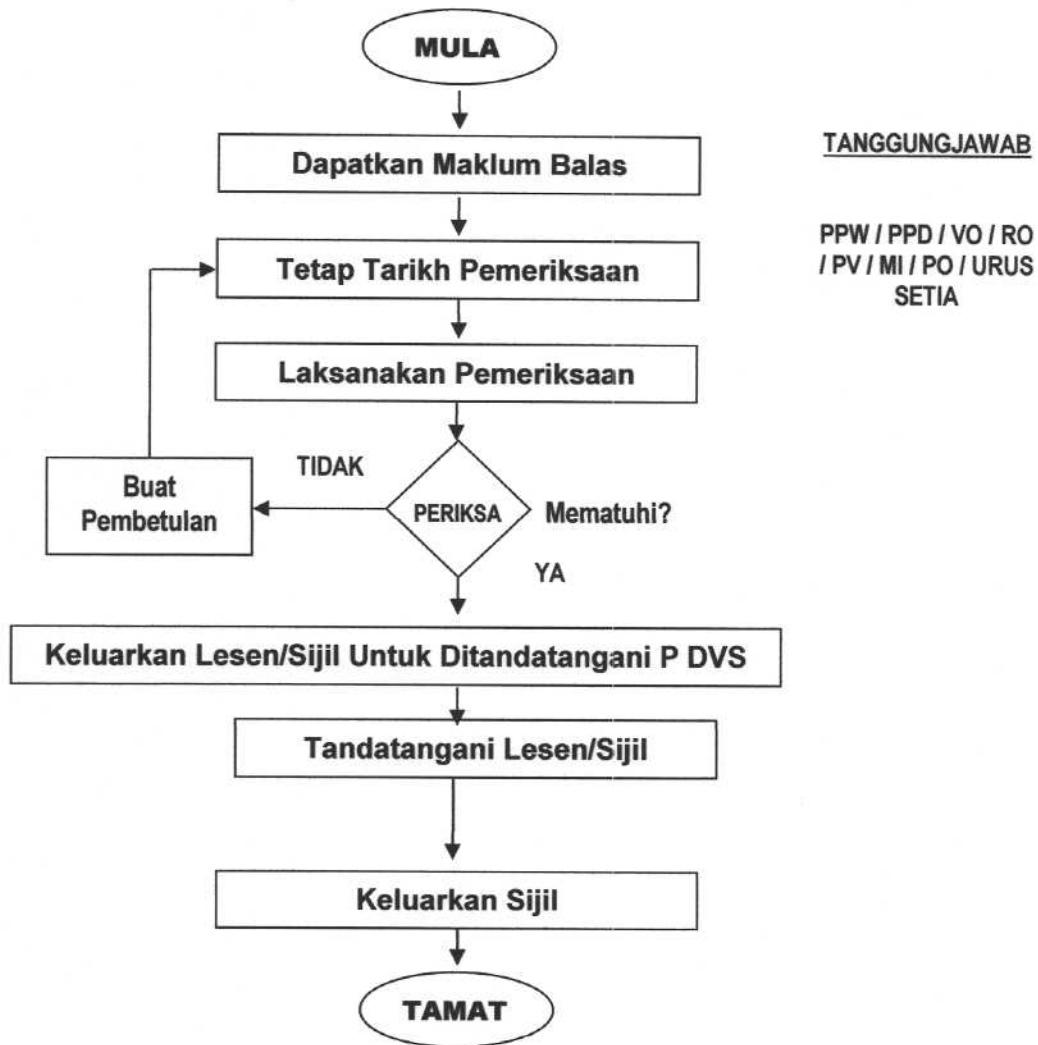 MULA
TANGGUNGJAWAB
Dapatkan Maklum Balas
PPW / PPD / VO / RO
/ PV / MI / PO / URUS
SETIA
Tetap Tarikh Pemeriksaan
Laksanakan Pemeriksaan
TIDAK
Buat
Pembetulan
PERIKSA
Mematuhi?
YA
Keluarkan Lesen/Sijil Untuk Ditandatangani P DVS
Tandatangani Lesen/Sijil
Keluarkan Sijil
TAMAT